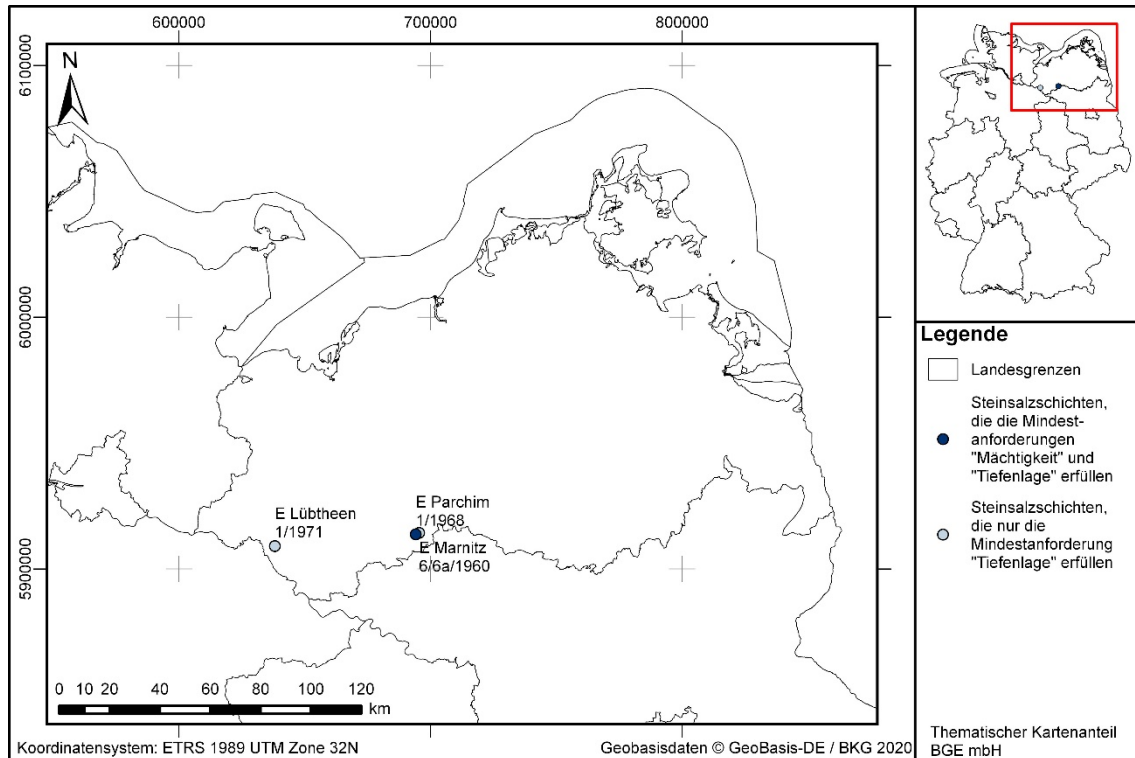 600000 700000 800000
6100000
N
6000000
5900000
E Lübtheen
1/1971
E Parchim
1/1968
E Marnitz
6/6a/1960
0 10 20 40 60 80 100 120
km
Koordinatensystem: ETRS 1989 UTM Zone 32N
Geobasisdaten © GeoBasis-DE / BKG 2020
Legende
Landesgrenzen
Steinsalzschichten,
die die Mindest-
anforderungen
"Mächtigkeit" und
"Tiefenlage" erfüllen
Steinsalzschichten,
die nur die
Mindestanforderung
"Tiefenlage" erfüllen
Thematischer Kartenanteil
BGE mbH